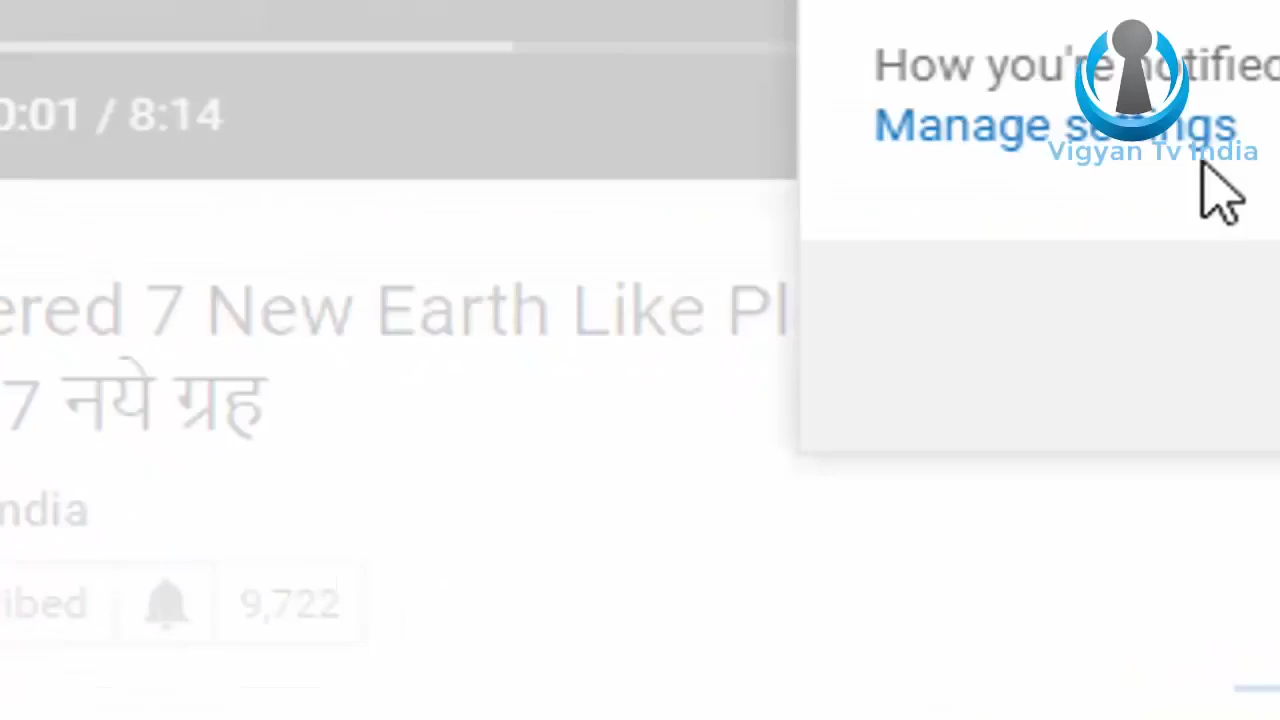 0:01 / 8:14
How you're notified
Manage settings
Vigyan Tv India
ered 7 New Earth Like Pl
7 नये ग्रह
ndia
ibed
9,722